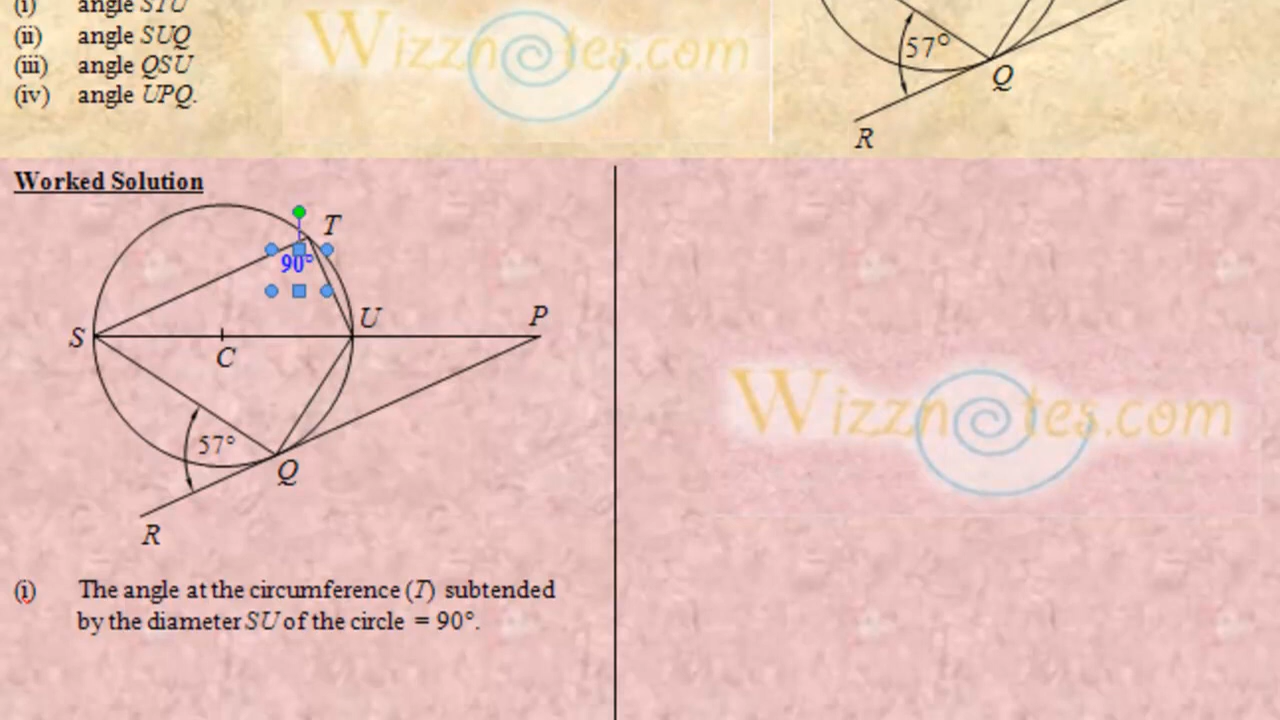 (i) angle STU
(ii) angle SUQ
(iii) angle QSU
(iv) angle UPQ.
Wizznotes.com
57°
Q
R
Worked Solution
T
90°
S
C
U
P
57°
Q
R
Wizznotes.com
(i) The angle at the circumference (T) subtended
by the diameter SU of the circle = 90°.